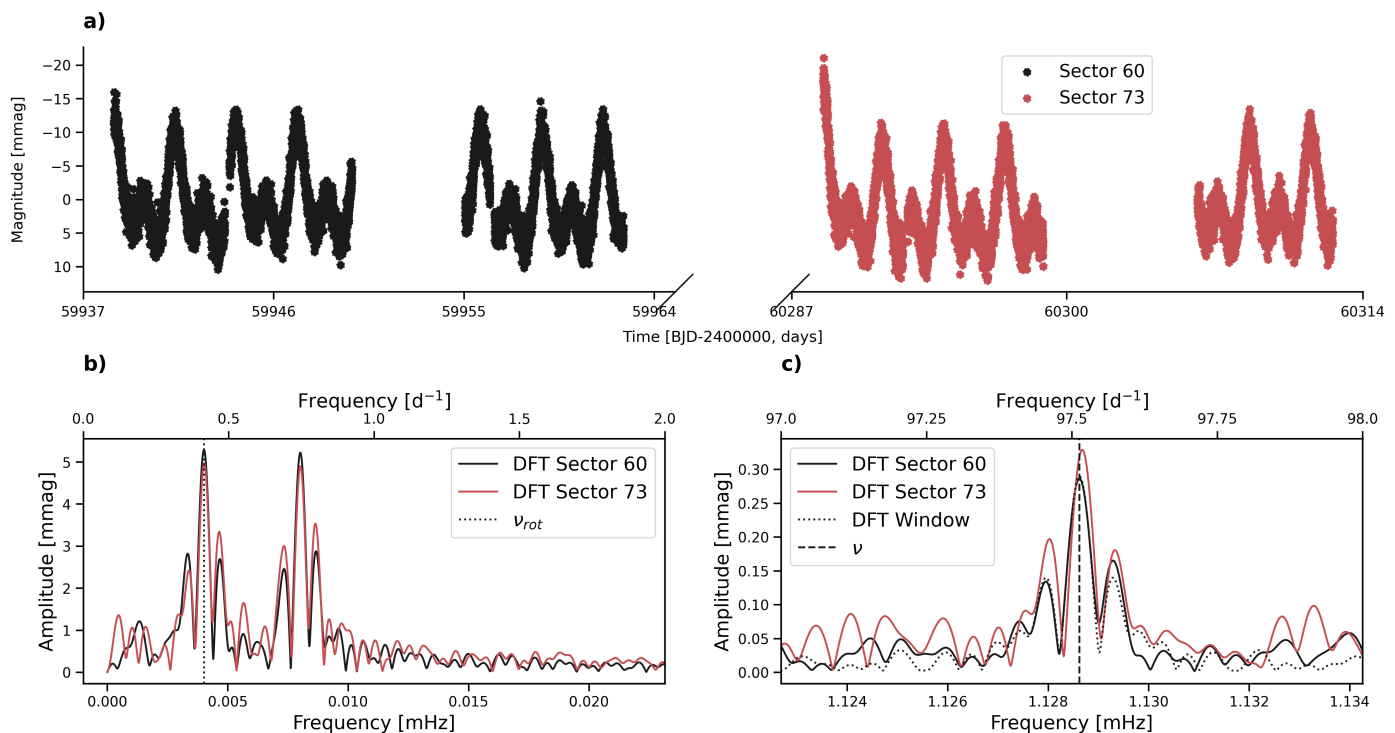 a)
Magnitude [mmag]
−20
−15
−10
−5
0
5
10
Sector 60
Sector 73
59937
59946
59955
59964
60287
60300
60314
Time [BJD-2400000, days]
b)
Frequency [d⁻¹]
0.0
0.5
1.0
1.5
2.0
Amplitude [mmag]
5
4
3
2
1
0
DFT Sector 60
DFT Sector 73
ν_rot
0.000
0.005
0.010
0.015
0.020
Frequency [mHz]
c)
Frequency [d⁻¹]
97.0
97.25
97.5
97.75
98.0
Amplitude [mmag]
0.30
0.25
0.20
0.15
0.10
0.05
0.00
DFT Sector 60
DFT Sector 73
DFT Window
ν
1.124
1.126
1.128
1.130
1.132
1.134
Frequency [mHz]